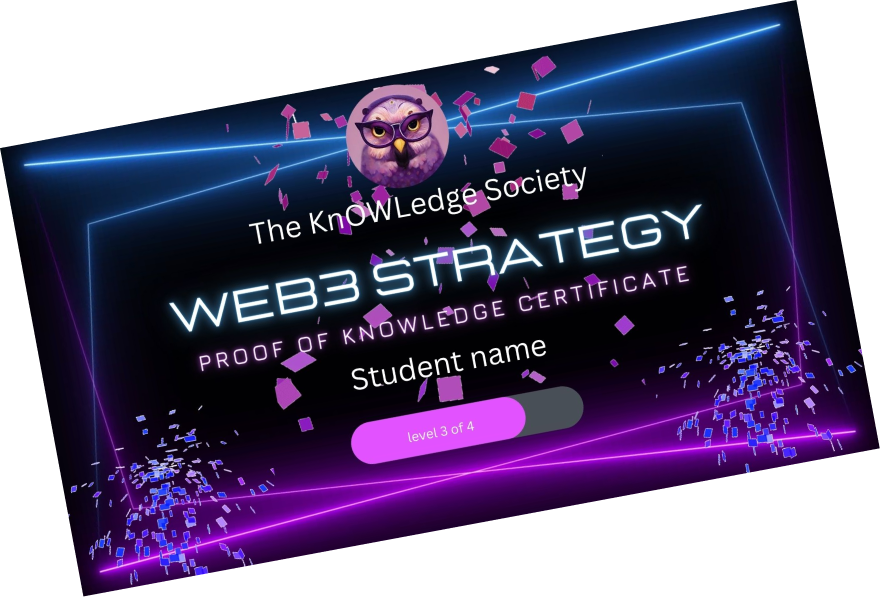 The KnOWLedge Society
WEB3 STRATEGY
PROOF OF KNOWLEDGE CERTIFICATE
Student name
level 3 of 4